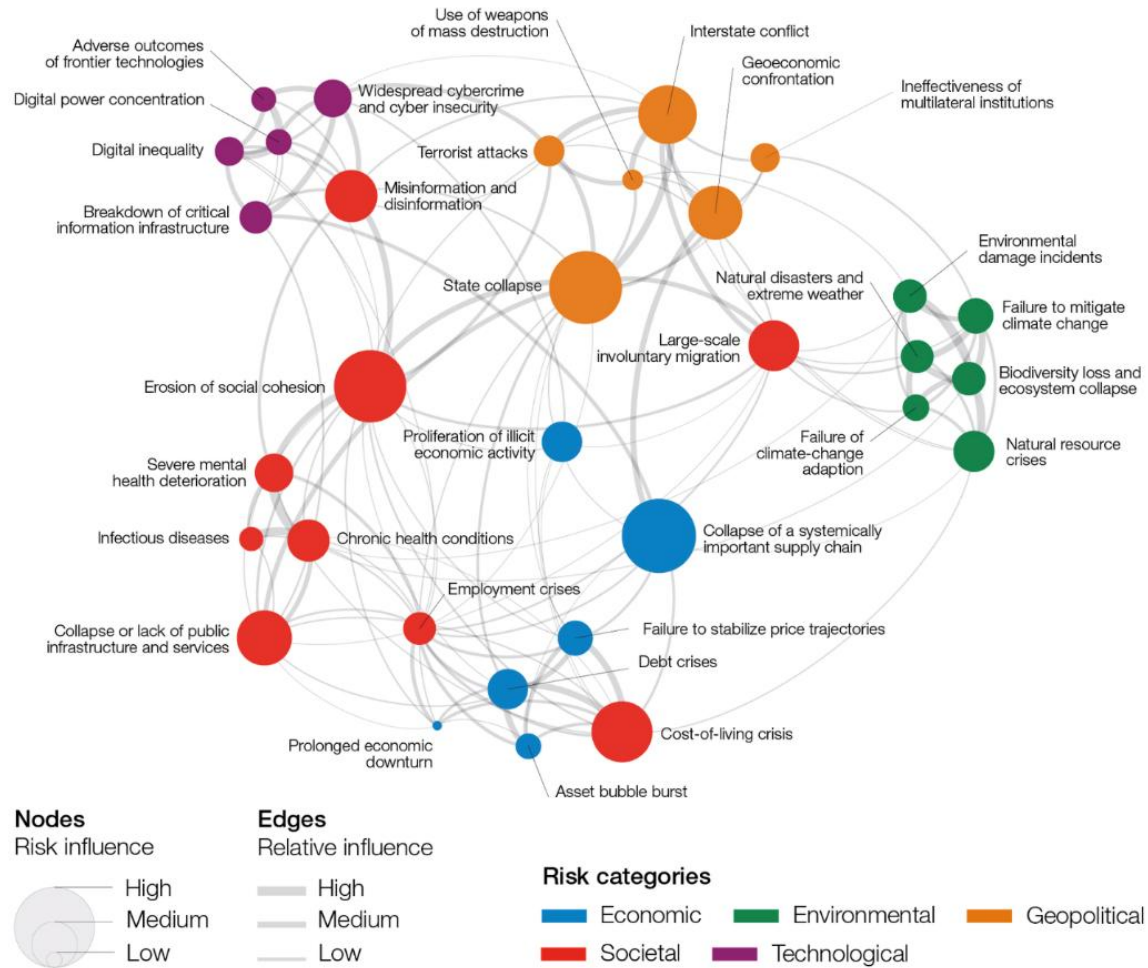 Use of weapons
of mass destruction
Interstate conflict
Adverse outcomes
of frontier technologies
Geoeconomic
confrontation
Ineffectiveness of
multilateral institutions
Digital power concentration
Widespread cybercrime
and cyber insecurity
Digital inequality
Terrorist attacks
Misinformation and
disinformation
Breakdown of critical
information infrastructure
Environmental
damage incidents
State collapse
Natural disasters and
extreme weather
Failure to mitigate
climate change
Large-scale
involuntary migration
Erosion of social cohesion
Biodiversity loss and
ecosystem collapse
Proliferation of illicit
economic activity
Failure of
climate-change
adaption
Natural resource
crises
Severe mental
health deterioration
Infectious diseases
Chronic health conditions
Collapse of a systemically
important supply chain
Employment crises
Collapse or lack of public
infrastructure and services
Failure to stabilize price trajectories
Debt crises
Cost-of-living crisis
Prolonged economic
downturn
Asset bubble burst
Nodes
Risk influence
High
Medium
Low
Edges
Relative influence
High
Medium
Low
Risk categories
Economic
Environmental
Geopolitical
Societal
Technological